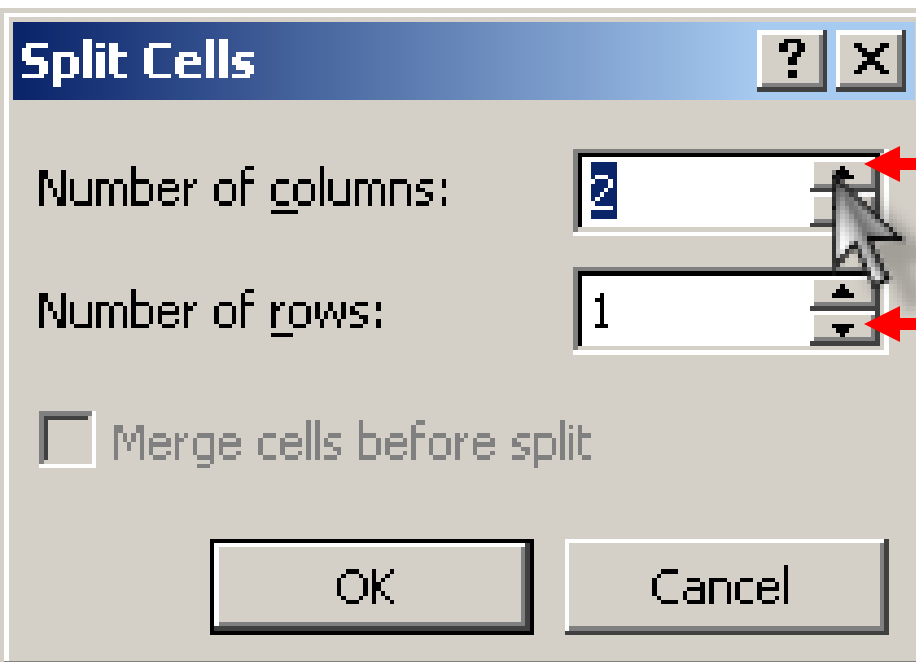 Split Cells
Number of columns: 2
Number of rows: 1
Merge cells before split
OK Cancel